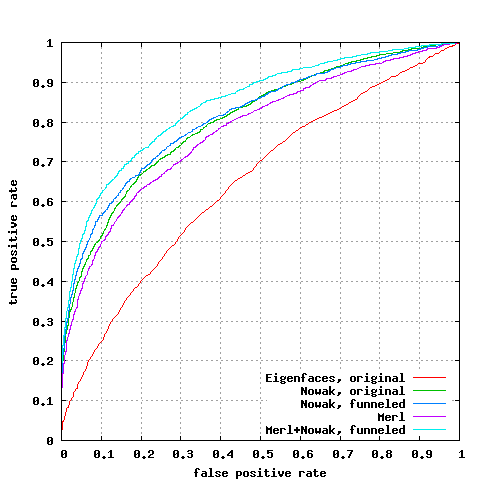 1
0.9
0.8
0.7
0.6
0.5
0.4
0.3
0.2
0.1
0
true positive rate
Eigenfaces, original
Nowak, original
Nowak, funneled
Merl
Merl+Nowak, funneled
0 0.1 0.2 0.3 0.4 0.5 0.6 0.7 0.8 0.9 1
false positive rate